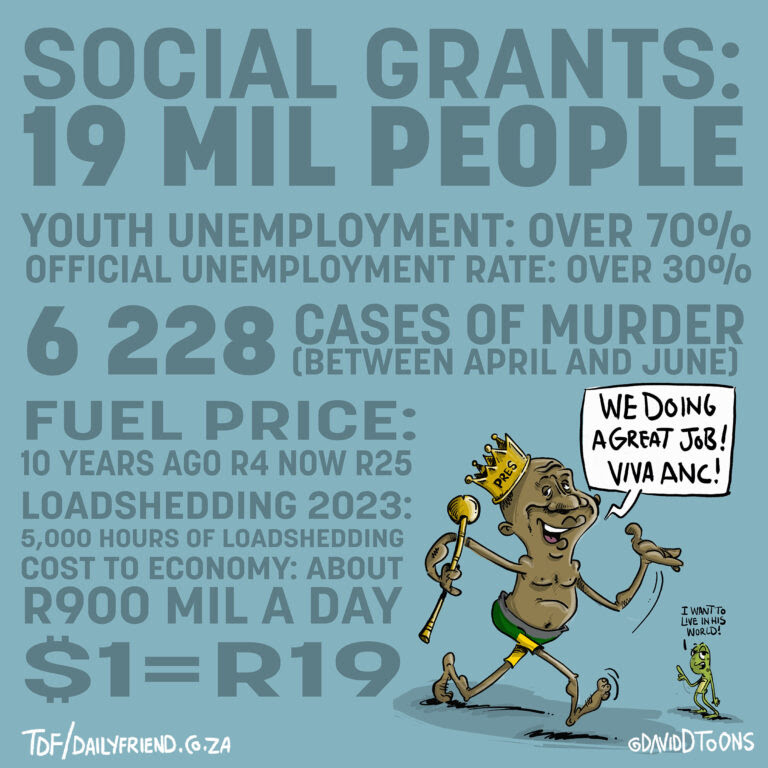 SOCIAL GRANTS:
19 MIL PEOPLE
YOUTH UNEMPLOYMENT: OVER 70%
OFFICIAL UNEMPLOYMENT RATE: OVER 30%
6 228 CASES OF MURDER
(BETWEEN APRIL AND JUNE)
FUEL PRICE:
10 YEARS AGO R4 NOW R25
LOADSHEDDING 2023:
5,000 HOURS OF LOADSHEDDING
COST TO ECONOMY: ABOUT
R900 MIL A DAY
$1=R19
WE DOING
A GREAT JOB!
VIVA ANC!
PRES
I WANT TO
LIVE IN HIS
WORLD!
TDF/DAILYFRIEND.CO.ZA
@DAVIDDTOONS